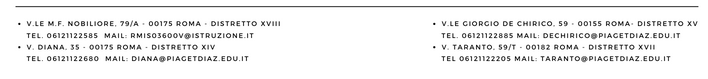 • V.LE M.F. NOBILIORE, 79/A - 00175 ROMA - DISTRETTO XVIII
TEL. 06121122585 MAIL: RMIS03600V@ISTRUZIONE.IT
• V. DIANA, 35 - 00175 ROMA - DISTRETTO XIV
TEL. 06121122680 MAIL: DIANA@PIAGETDIAZ.EDU.IT
• V.LE GIORGIO DE CHIRICO, 59 - 00155 ROMA- DISTRETTO XV
TEL. 06121122885 MAIL: DECHIRICO@PIAGETDIAZ.EDU.IT
• V. TARANTO, 59/T - 00182 ROMA - DISTRETTO XVII
TEL 06121122205 MAIL: TARANTO@PIAGETDIAZ.EDU.IT